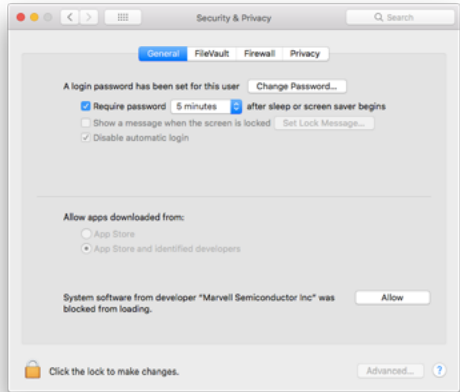 Security & Privacy
Search
General FileVault Firewall Privacy
A login password has been set for this user Change Password...
Require password 5 minutes after sleep or screen saver begins
Show a message when the screen is locked Set Lock Message...
Disable automatic login
Allow apps downloaded from:
App Store
App Store and identified developers
System software from developer "Marvell Semiconductor Inc" was Allow
blocked from loading.
Click the lock to make changes. Advanced... ?